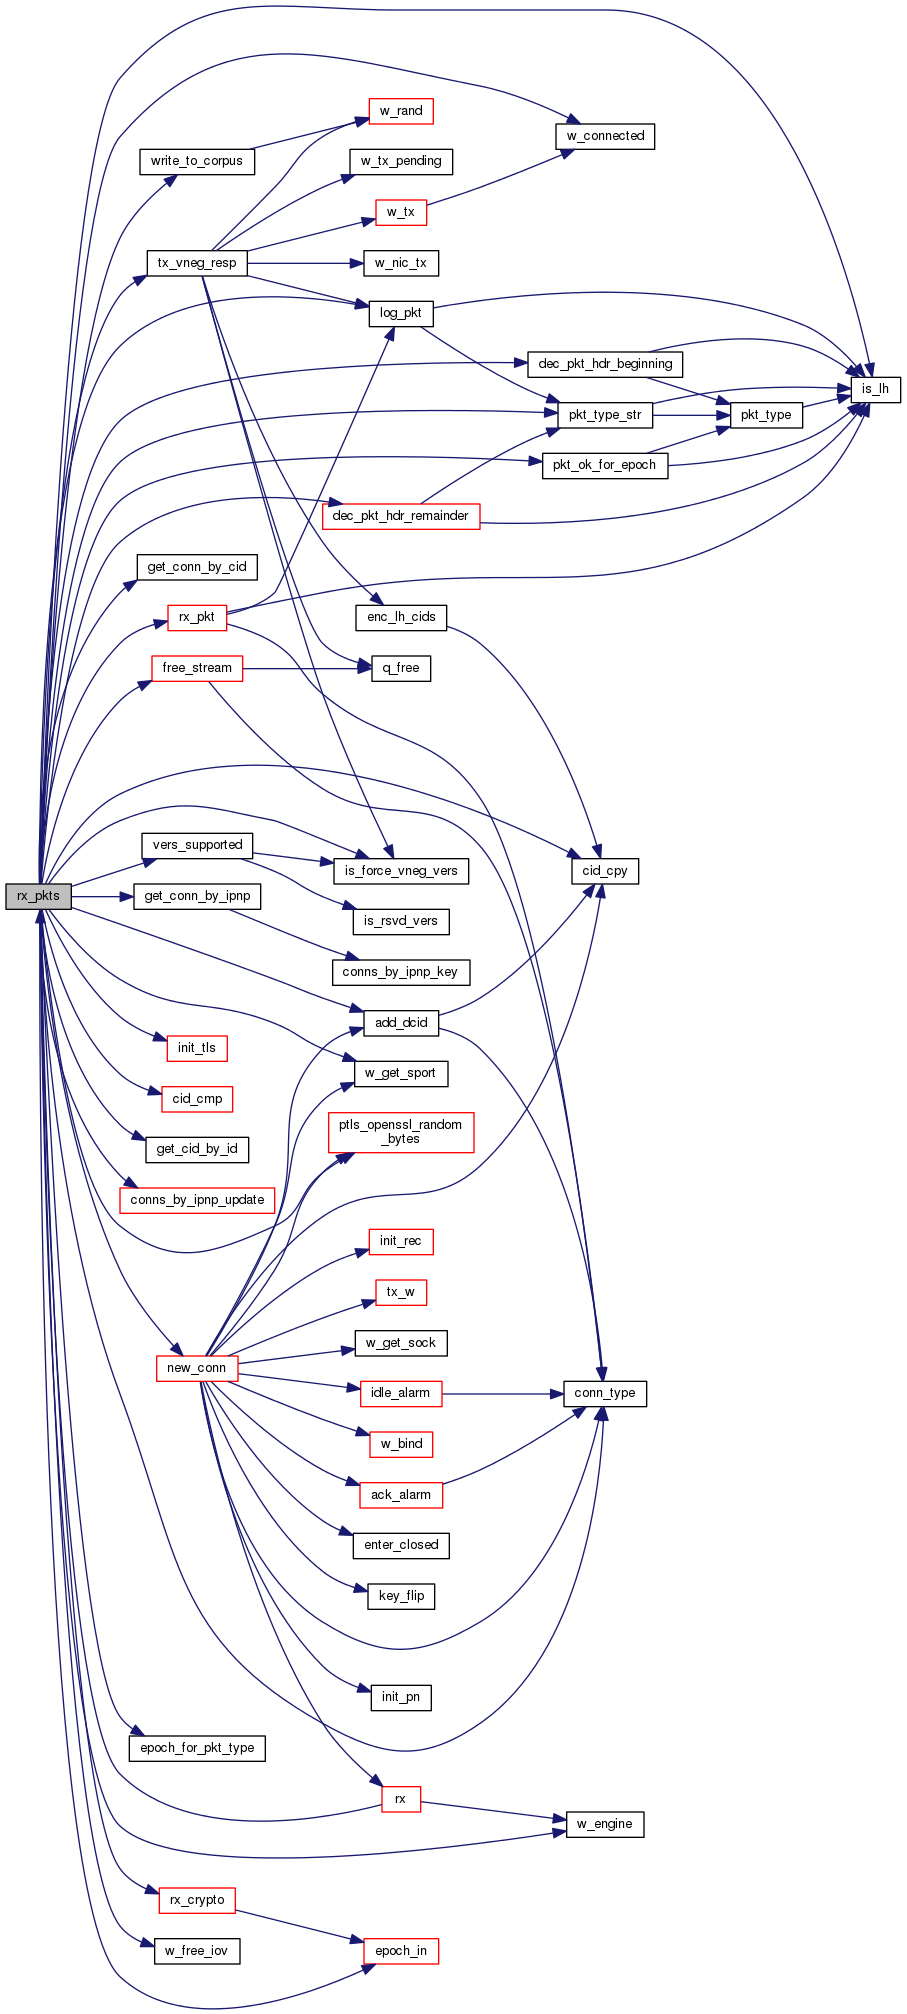 w_rand
w_connected
write_to_corpus
w_tx_pending
w_tx
tx_vneg_resp
w_nic_tx
log_pkt
dec_pkt_hdr_beginning
is_lh
pkt_type_str
pkt_type
pkt_ok_for_epoch
dec_pkt_hdr_remainder
get_conn_by_cid
rx_pkt
enc_lh_cids
free_stream
q_free
vers_supported
is_force_vneg_vers
cid_cpy
rx_pkts
get_conn_by_ipnp
is_rsvd_vers
conns_by_ipnp_key
add_dcid
init_tls
w_get_sport
cid_cmp
ptls_openssl_random
_bytes
get_cid_by_id
conns_by_ipnp_update
init_rec
tx_w
w_get_sock
new_conn
idle_alarm
conn_type
w_bind
ack_alarm
enter_closed
key_flip
init_pn
epoch_for_pkt_type
rx
w_engine
rx_crypto
w_free_iov
epoch_in